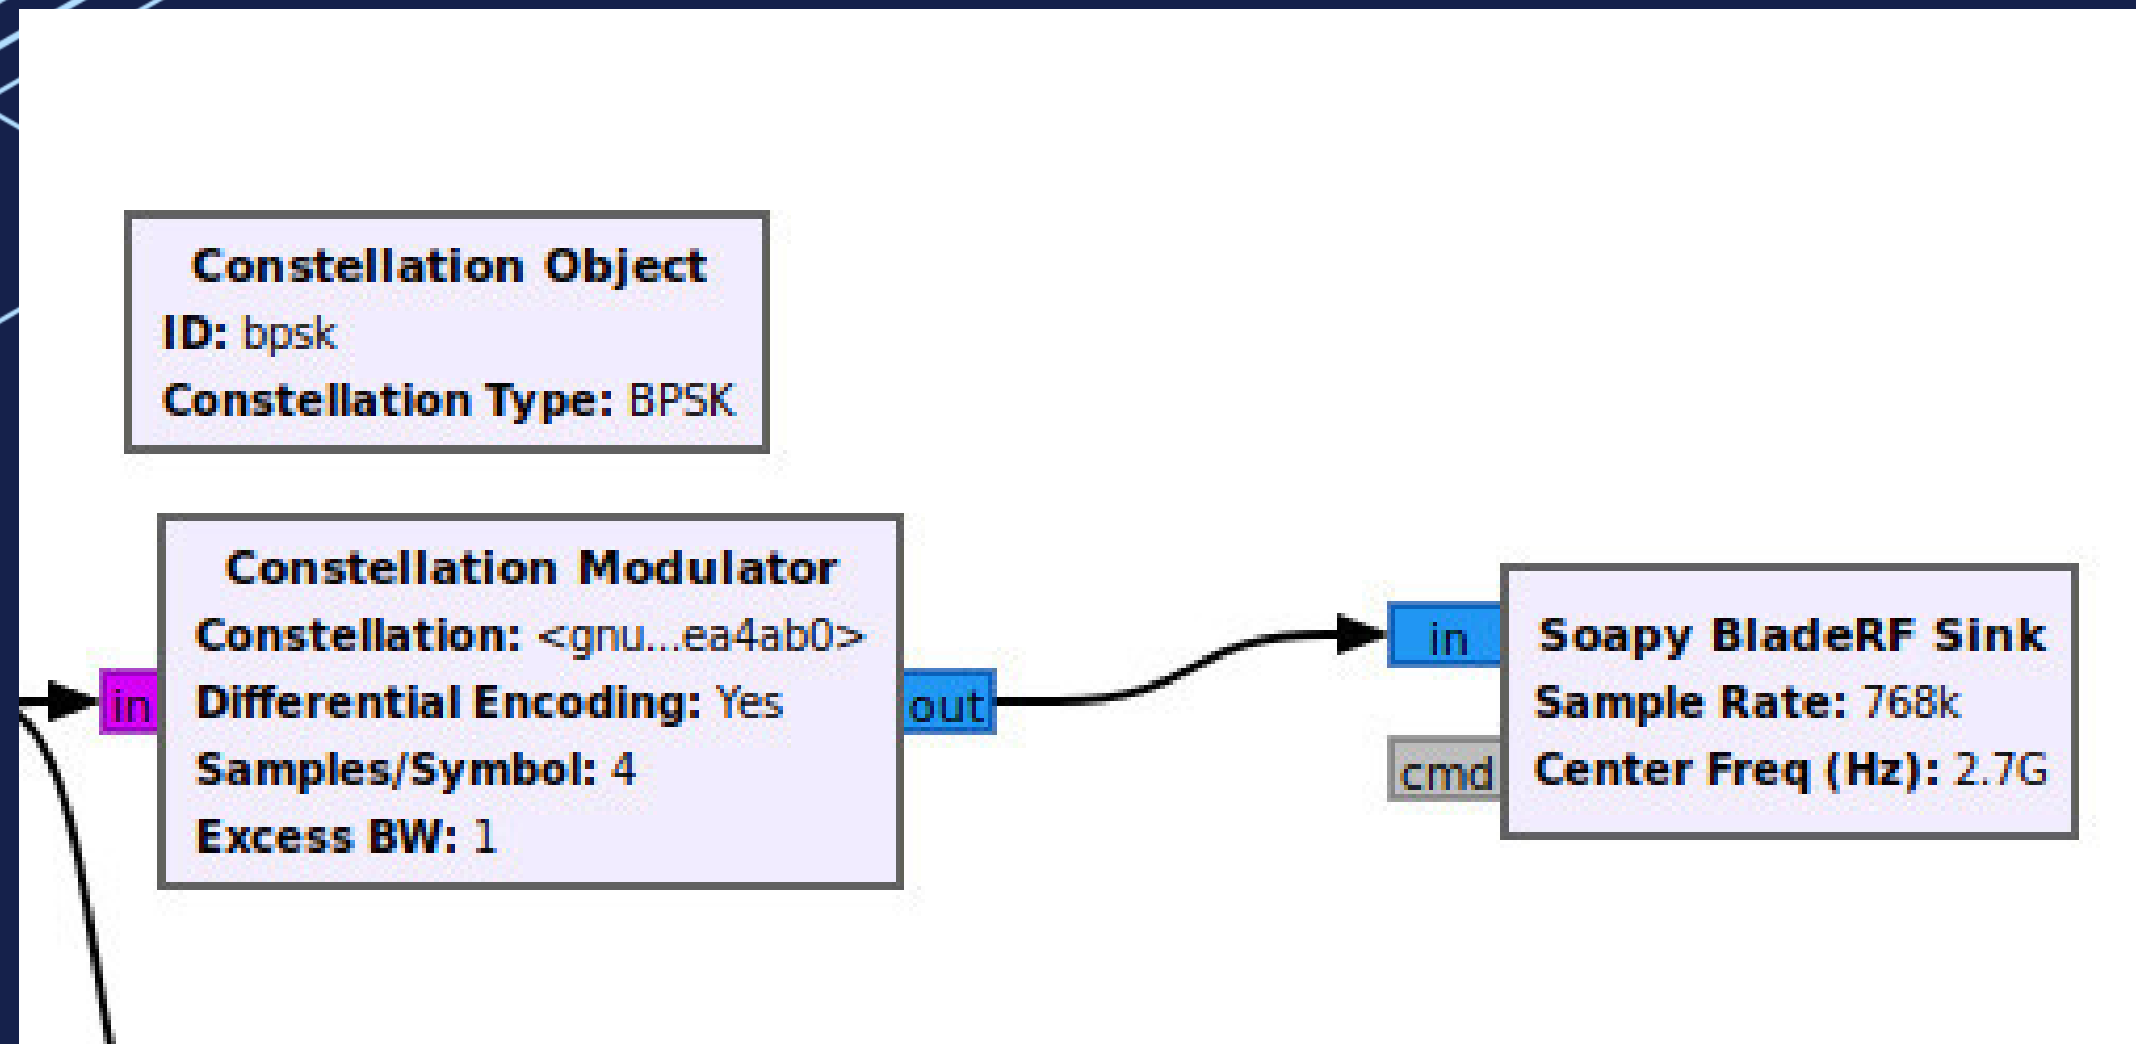 Constellation Object
ID: bpsk
Constellation Type: BPSK
Constellation Modulator
Constellation: <gnu...ea4ab0>
in
Differential Encoding: Yes
out
Samples/Symbol: 4
Excess BW: 1
in
Soapy BladeRF Sink
Sample Rate: 768k
cmd
Center Freq (Hz): 2.7G